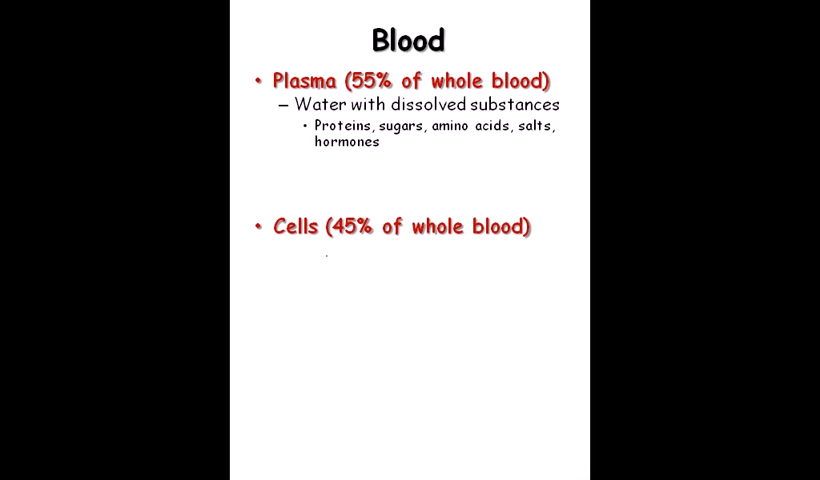 Blood
• Plasma (55% of whole blood)
– Water with dissolved substances
• Proteins, sugars, amino acids, salts,
hormones
• Cells (45% of whole blood)